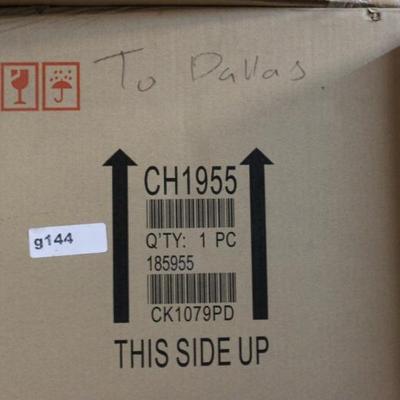 To Dallas
CH1955
g144
Q'TY: 1 PC
185955
CK1079PD
THIS SIDE UP